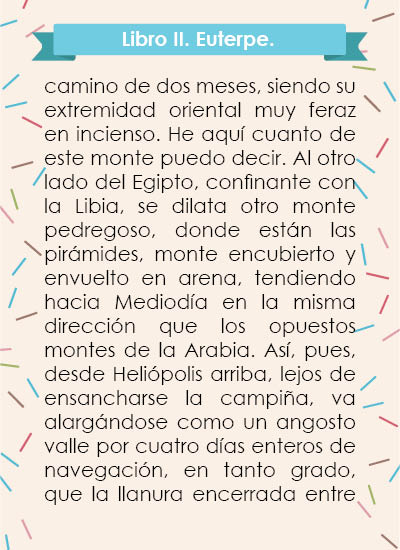 Libro II. Euterpe.
camino de dos meses, siendo su
extremidad oriental muy feraz
en incienso. He aquí cuanto de
este monte puedo decir. Al otro
lado del Egipto, confinante con
la Libia, se dilata otro monte
pedregoso, donde están las
pirámides, monte encubierto y
envuelto en arena, tendiendo
hacia Mediodía en la misma
dirección que los opuestos
montes de la Arabia. Así, pues,
desde Heliópolis arriba, lejos de
ensancharse la campiña, va
alargándose como un angosto
valle por cuatro días enteros de
navegación, en tanto grado,
que la llanura encerrada entre